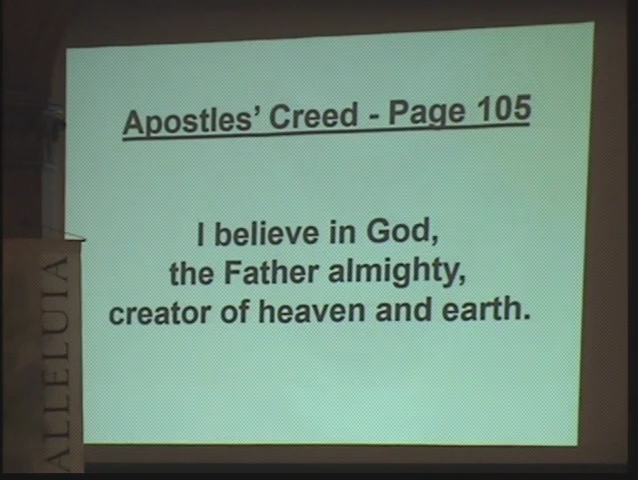 Apostles’ Creed - Page 105
I believe in God,
the Father almighty,
creator of heaven and earth.
ALLELUIA